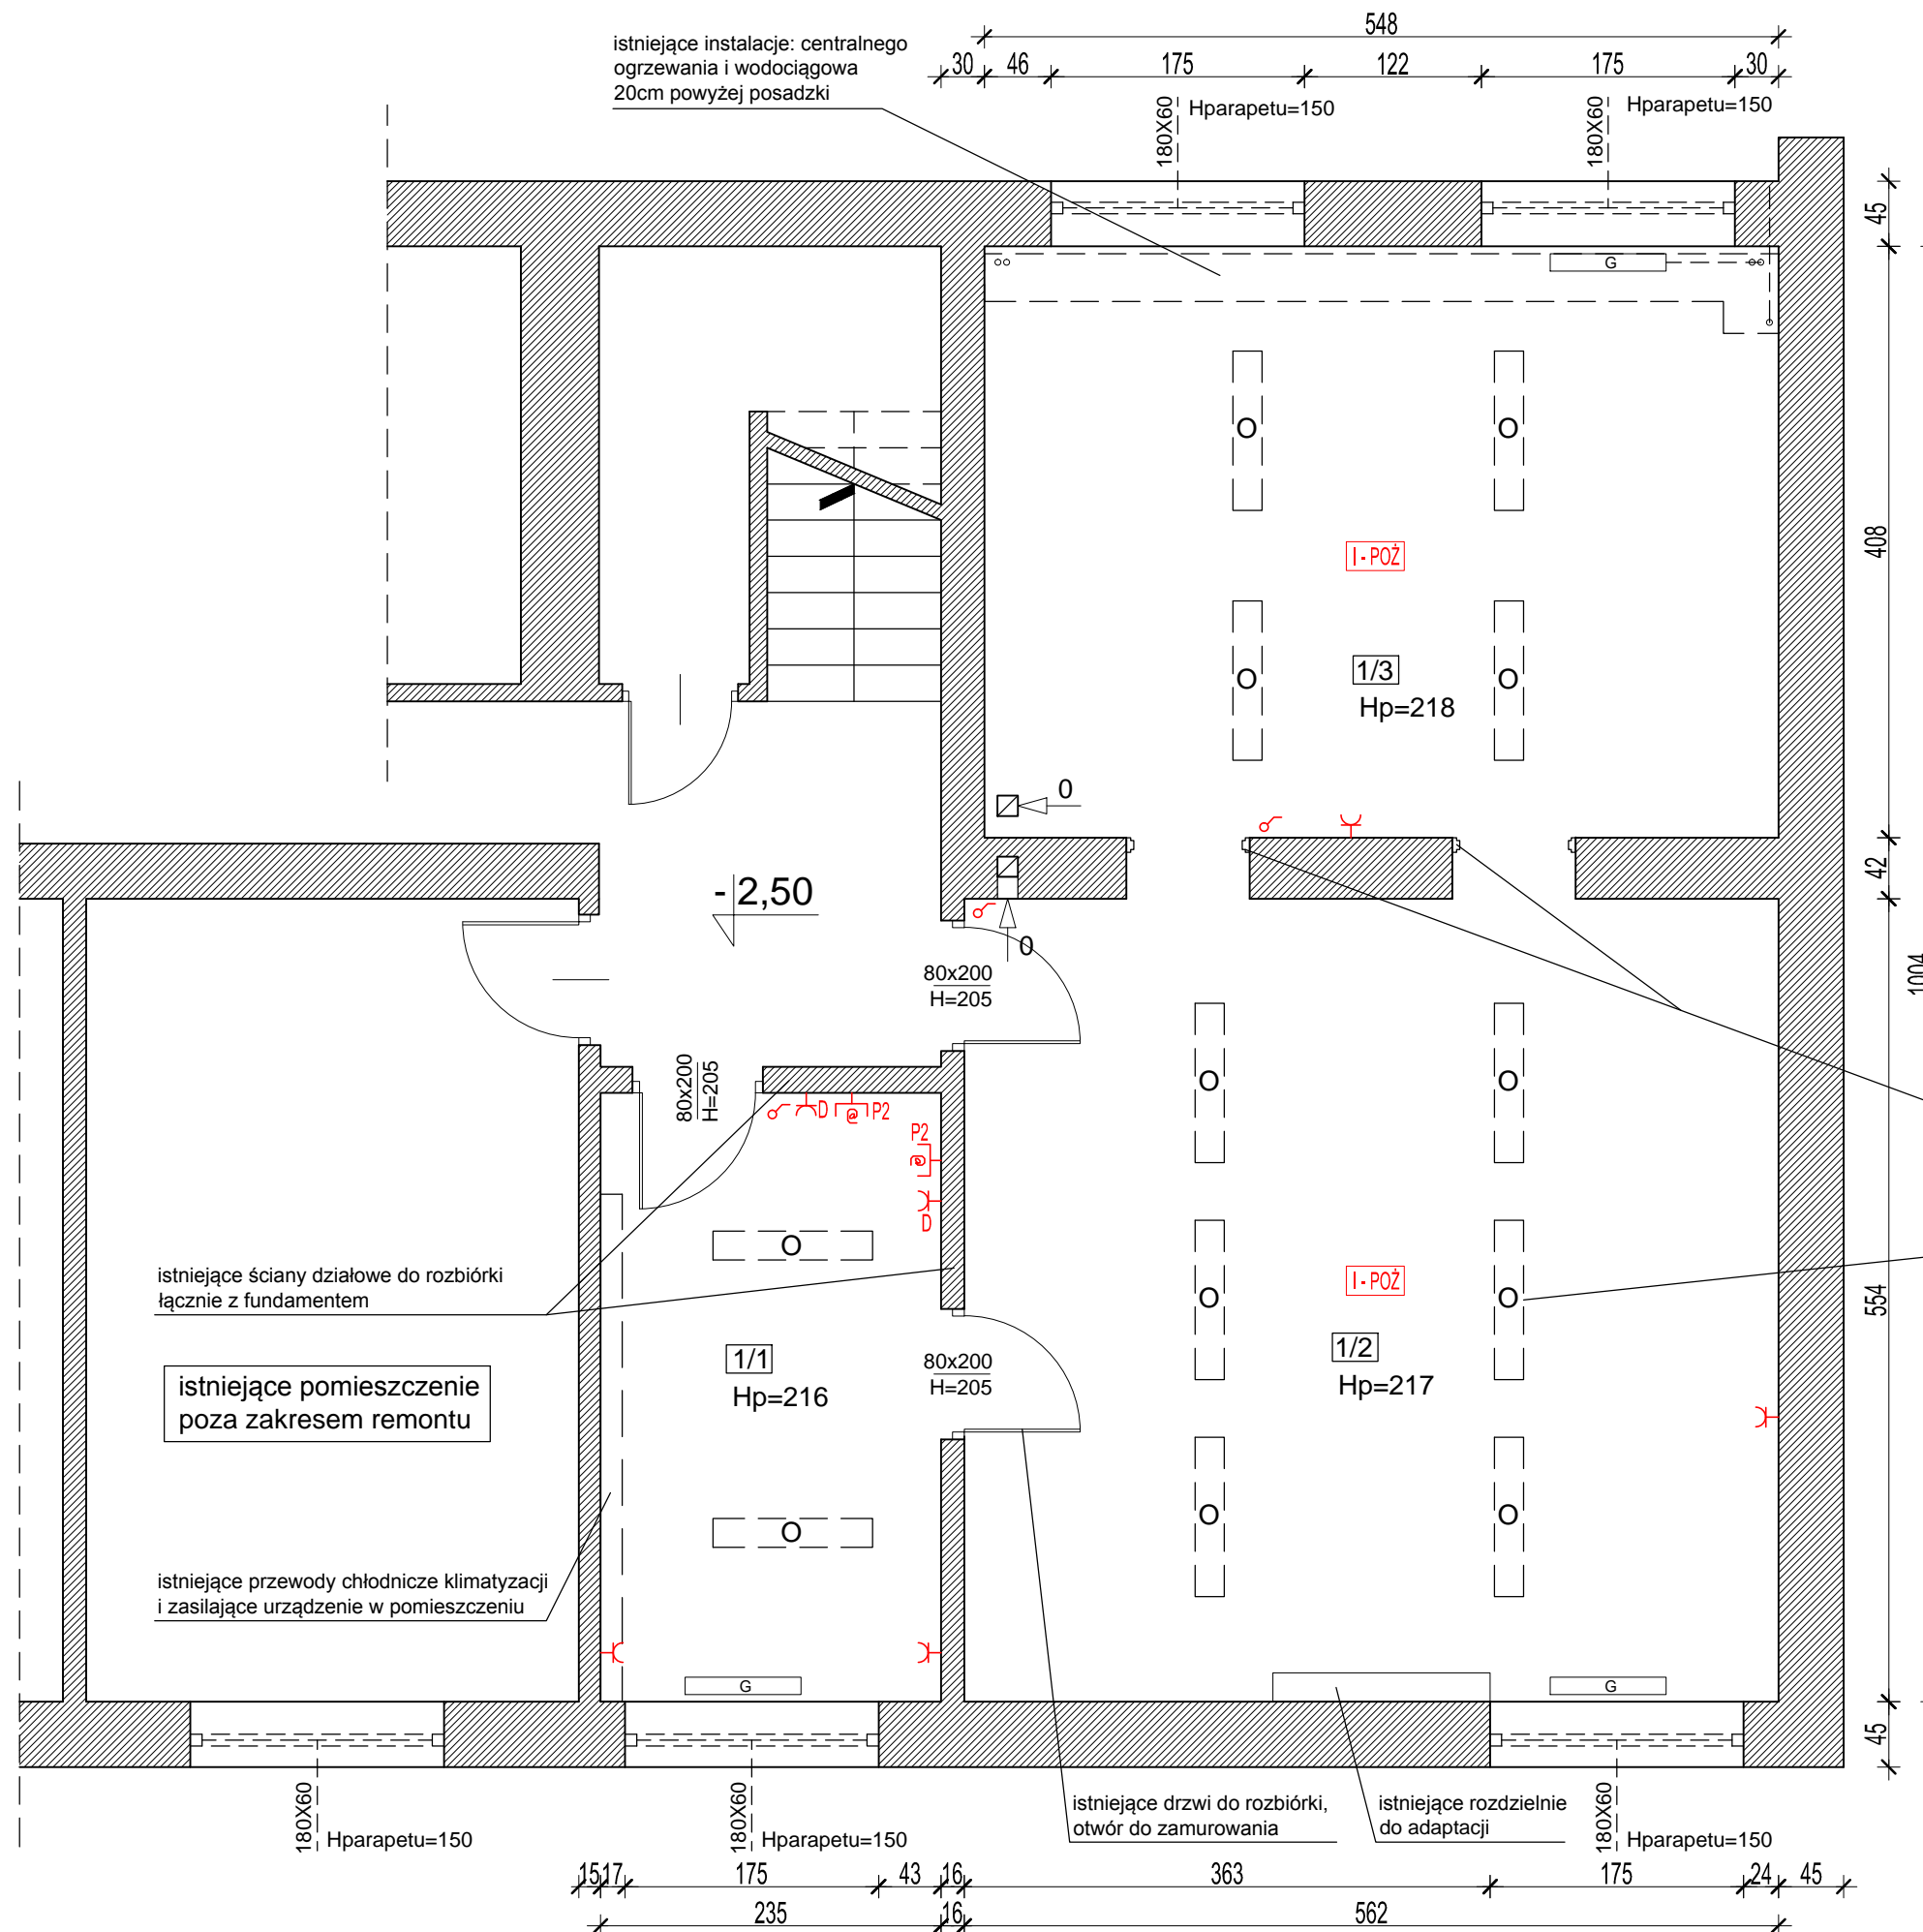 548
istniejące instalacje: centralnego
ogrzewania i wodociągowa
20cm powyżej posadzki
30 46 175 122 175 30
180X60
Hparapetu=150
180X60
Hparapetu=150
45
G
O O
408
I - POŻ
1/3
O O
Hp=218
0
42
- 2,50
0
80x200
H=205
1004
80x200
H=205
D @ P2
P2
@
D
O O
O
istniejące ściany działowe do rozbiórki
łącznie z fundamentem
I - POŻ
O O
554
1/1
Hp=216
80x200
H=205
1/2
Hp=217
istniejące pomieszczenie
poza zakresem remontu
O
O O
istniejące przewody chłodnicze klimatyzacji
i zasilające urządzenie w pomieszczeniu
G
G
45
180X60
Hparapetu=150
180X60
Hparapetu=150
istniejące drzwi do rozbiórki,
otwór do zamurowania
istniejące rozdzielnie
do adaptacji
180X60
Hparapetu=150
15 17 175 43 16 363 175 24 45
235 16 562